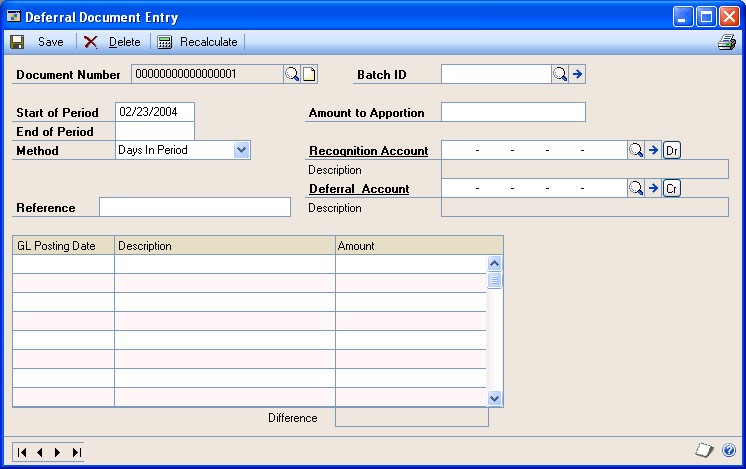 Deferral Document Entry
Save Delete Recalculate
Document Number 00000000000000001 Batch ID
Start of Period 02/23/2004 Amount to Apportion
End of Period
Method Days In Period Recognition Account - - - - Dr
Description
Deferral Account - - - - Cr
Reference Description
GL Posting Date Description Amount
Difference